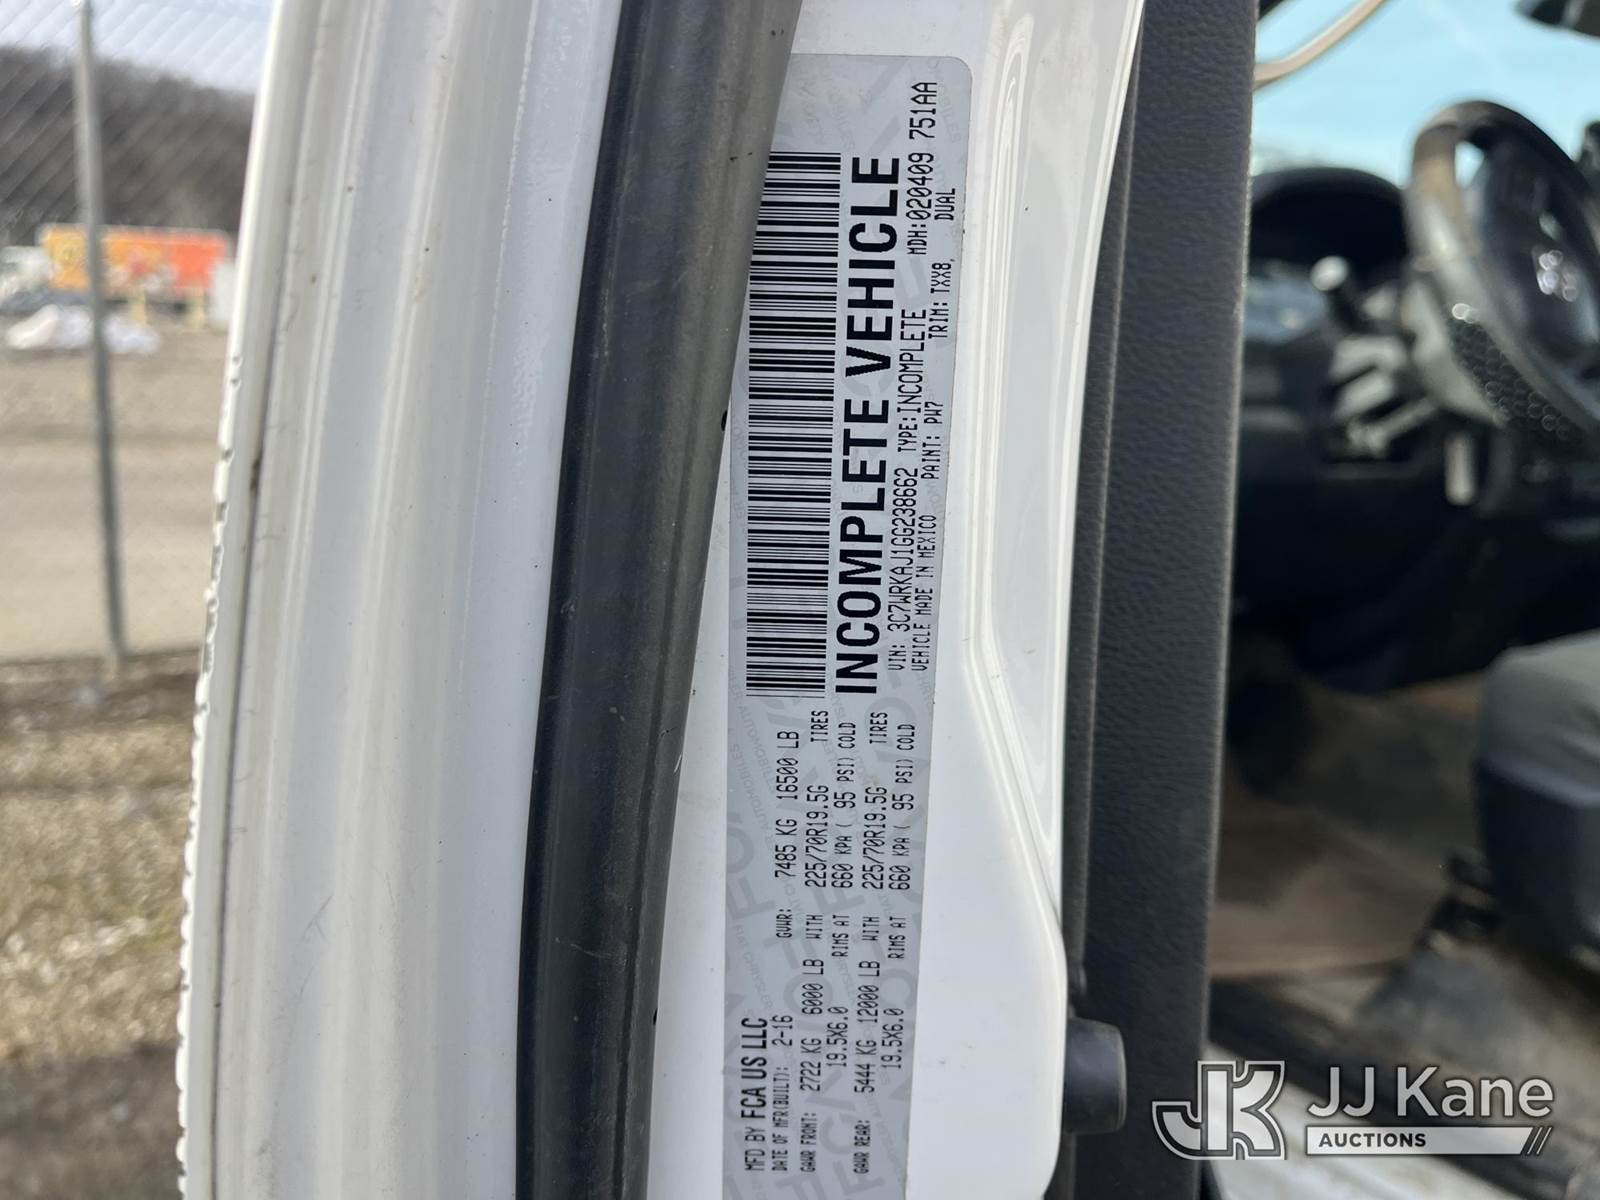 MFD BY FCA US LLC
DATE OF MFR(BUILT): 2-16 GVWR: 7485 KG 16500 LB
GAWR FRONT: 2722 KG 6000 LB WITH 225/70R19.5G TIRES
19.5X6.0 RIMS AT 660 KPA ( 95 PSI) COLD
GAWR REAR: 5444 KG 12000 LB WITH 225/70R19.5G TIRES
19.5X6.0 RIMS AT 660 KPA ( 95 PSI) COLD
INCOMPLETE VEHICLE
VIN: 3C7WRKAJ1GG238662 TYPE:INCOMPLETE MDH:020409 751AA
VEHICLE MADE IN MEXICO PAINT: PW7 TRIM: TXX8, DUAL
JK JJ Kane
AUCTIONS